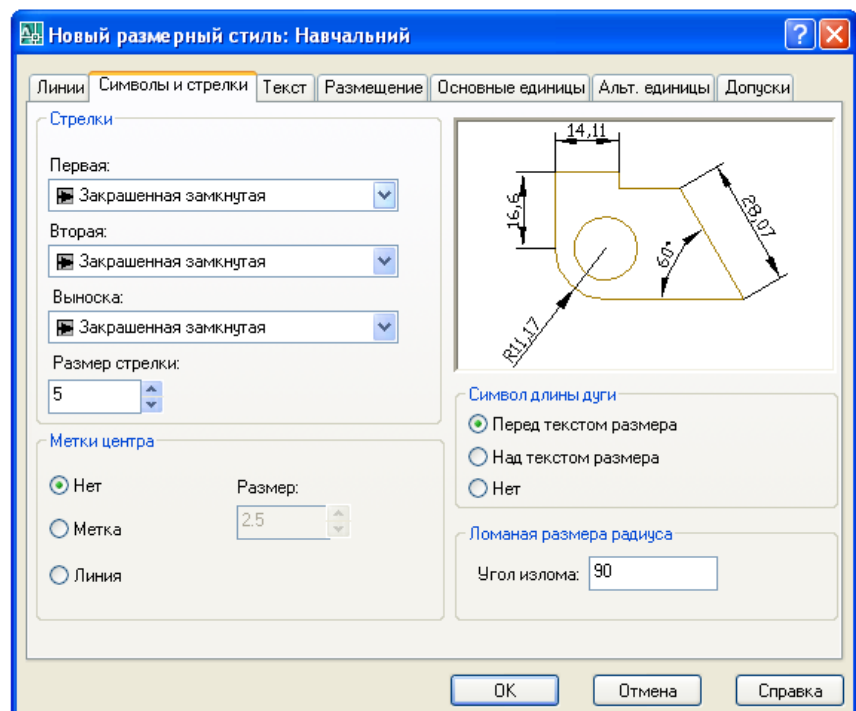 Новый размерный стиль: Навчальний
Линии Символы и стрелки Текст Размещение Основные единицы Альт. единицы Допуски
Стрелки
Первая:
Закрашенная замкнутая
Вторая:
Закрашенная замкнутая
Выноска:
Закрашенная замкнутая
Размер стрелки:
5
Метки центра
Нет
Размер:
2.5
Метка
Линия
14,11
16,6
28,07
60°
R11,17
Символ длины дуги
Перед текстом размера
Над текстом размера
Нет
Ломаная размера радиуса
Угол излома: 90
OK Отмена Справка